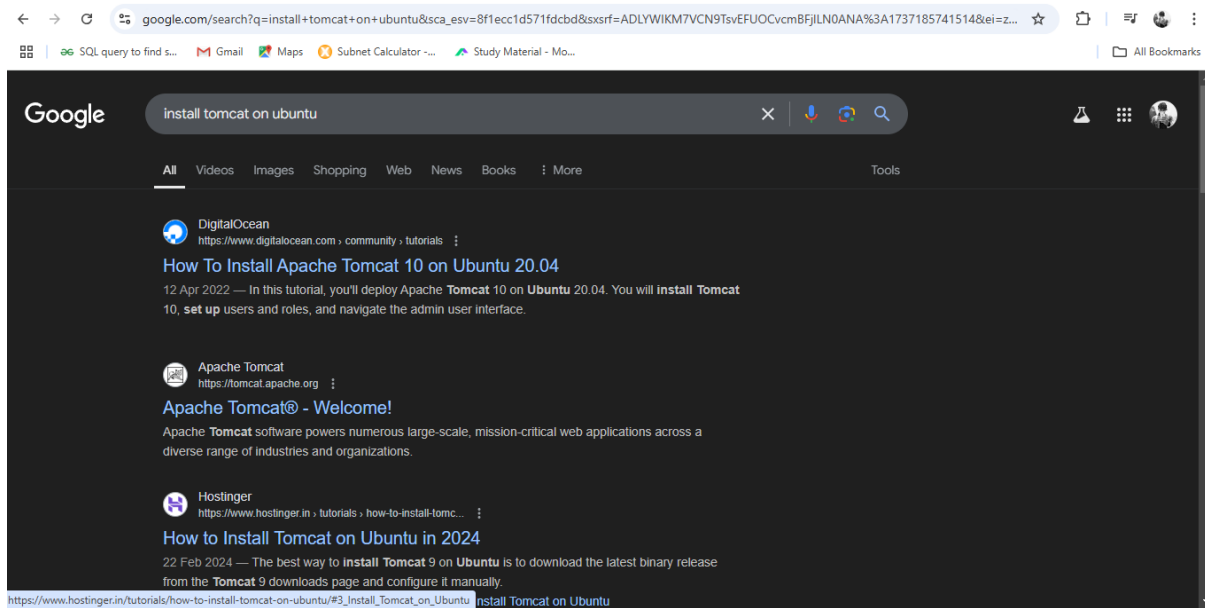 google.com/search?q=install+tomcat+on+ubuntu&sca_esv=8f1ecc1d571fdcbd&sxsrf=ADLYWIKM7VCN9TsvEFUOCvcmBFjILN0ANA%3A1737185741514&ei=z...
SQL query to find s... Gmail Maps Subnet Calculator -... Study Material - Mo... All Bookmarks
Google install tomcat on ubuntu
All Videos Images Shopping Web News Books More Tools
DigitalOcean
https://www.digitalocean.com › community › tutorials
How To Install Apache Tomcat 10 on Ubuntu 20.04
12 Apr 2022 — In this tutorial, you'll deploy Apache Tomcat 10 on Ubuntu 20.04. You will install Tomcat
10, set up users and roles, and navigate the admin user interface.
Apache Tomcat
https://tomcat.apache.org
Apache Tomcat® - Welcome!
Apache Tomcat software powers numerous large-scale, mission-critical web applications across a
diverse range of industries and organizations.
Hostinger
https://www.hostinger.in › tutorials › how-to-install-tomc...
How to Install Tomcat on Ubuntu in 2024
22 Feb 2024 — The best way to install Tomcat 9 on Ubuntu is to download the latest binary release
from the Tomcat 9 downloads page and configure it manually.
https://www.hostinger.in/tutorials/how-to-install-tomcat-on-ubuntu/#3_Install_Tomcat_on_Ubuntu nstall Tomcat on Ubuntu